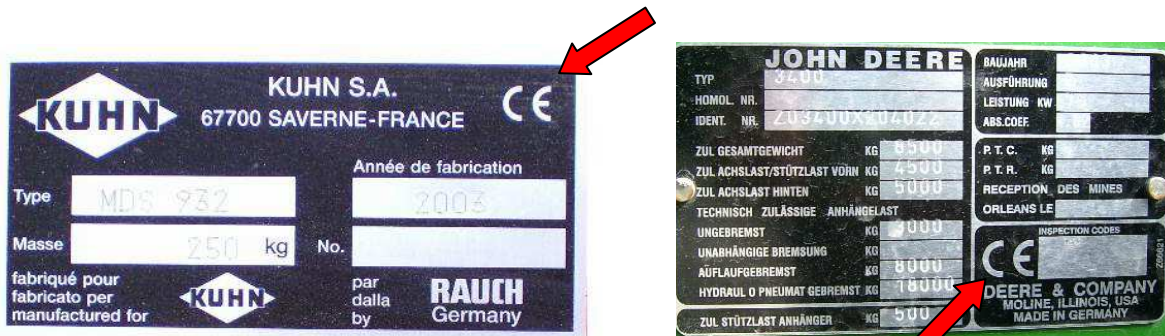 KUHN
KUHN S.A.
67700 SAVERNE-FRANCE
CE
Année de fabrication
Type MDS 932 2003
Masse 250 kg No.
fabriqué pour
fabricato per
manufactured for
KUHN
par
dalla
by
RAUCH
Germany
JOHN DEERE
TYP 3400
HOMOL. NR.
IDENT. NR. Z03400X204022
ZUL GESAMTGEWICHT KG 8500
ZUL ACHSLAST/STÜTZLAST VORN KG 4500
ZUL ACHSLAST HINTEN KG 5000
TECHNISCH ZULÄSSIGE ANHÄNGELAST
UNGEBREMST KG 3000
UNABHÄNGIGE BREMSUNG KG
AUFLAUFGEBREMST KG 8000
HYDRAUL O PNEUMAT GEBREMST KG 18000
ZUL STÜTZLAST ANHÄNGER KG 500
BAUJAHR
AUSFÜHRUNG
LEISTUNG KW
ABS.COEF.
P.T.C. KG
P.T.R. KG
RECEPTION DES MINES
ORLEANS LE
INSPECTION CODES
CE
DEERE & COMPANY
MOLINE, ILLINOIS, USA
MADE IN GERMANY
Z66621